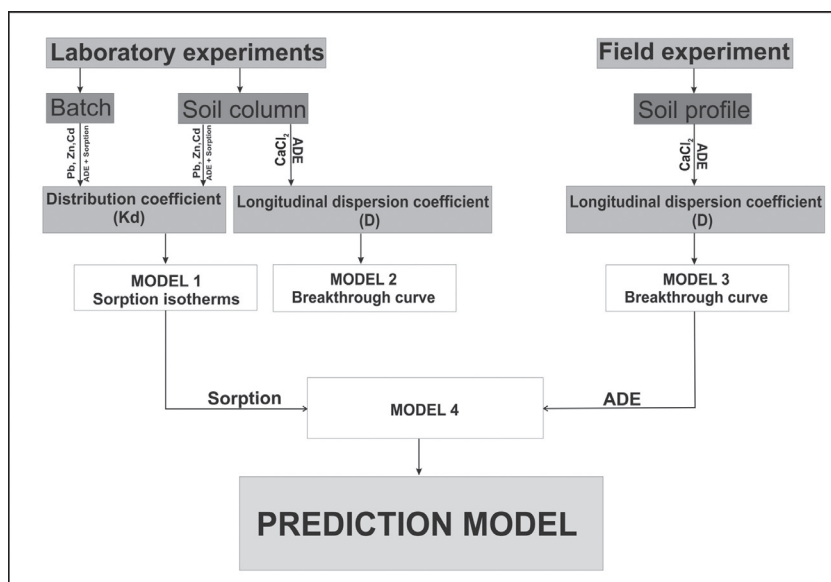 Laboratory experiments
Field experiment
Batch
Soil column
Soil profile
Pb, Zn,Cd
ADE + Sorption
Pb, Zn,Cd
ADE + Sorption
CaCl₂
ADE
CaCl₂
ADE
Distribution coefficient
(Kd)
Longitudinal dispersion coefficient
(D)
Longitudinal dispersion coefficient
(D)
MODEL 1
Sorption isotherms
MODEL 2
Breakthrough curve
MODEL 3
Breakthrough curve
Sorption
MODEL 4
ADE
PREDICTION MODEL